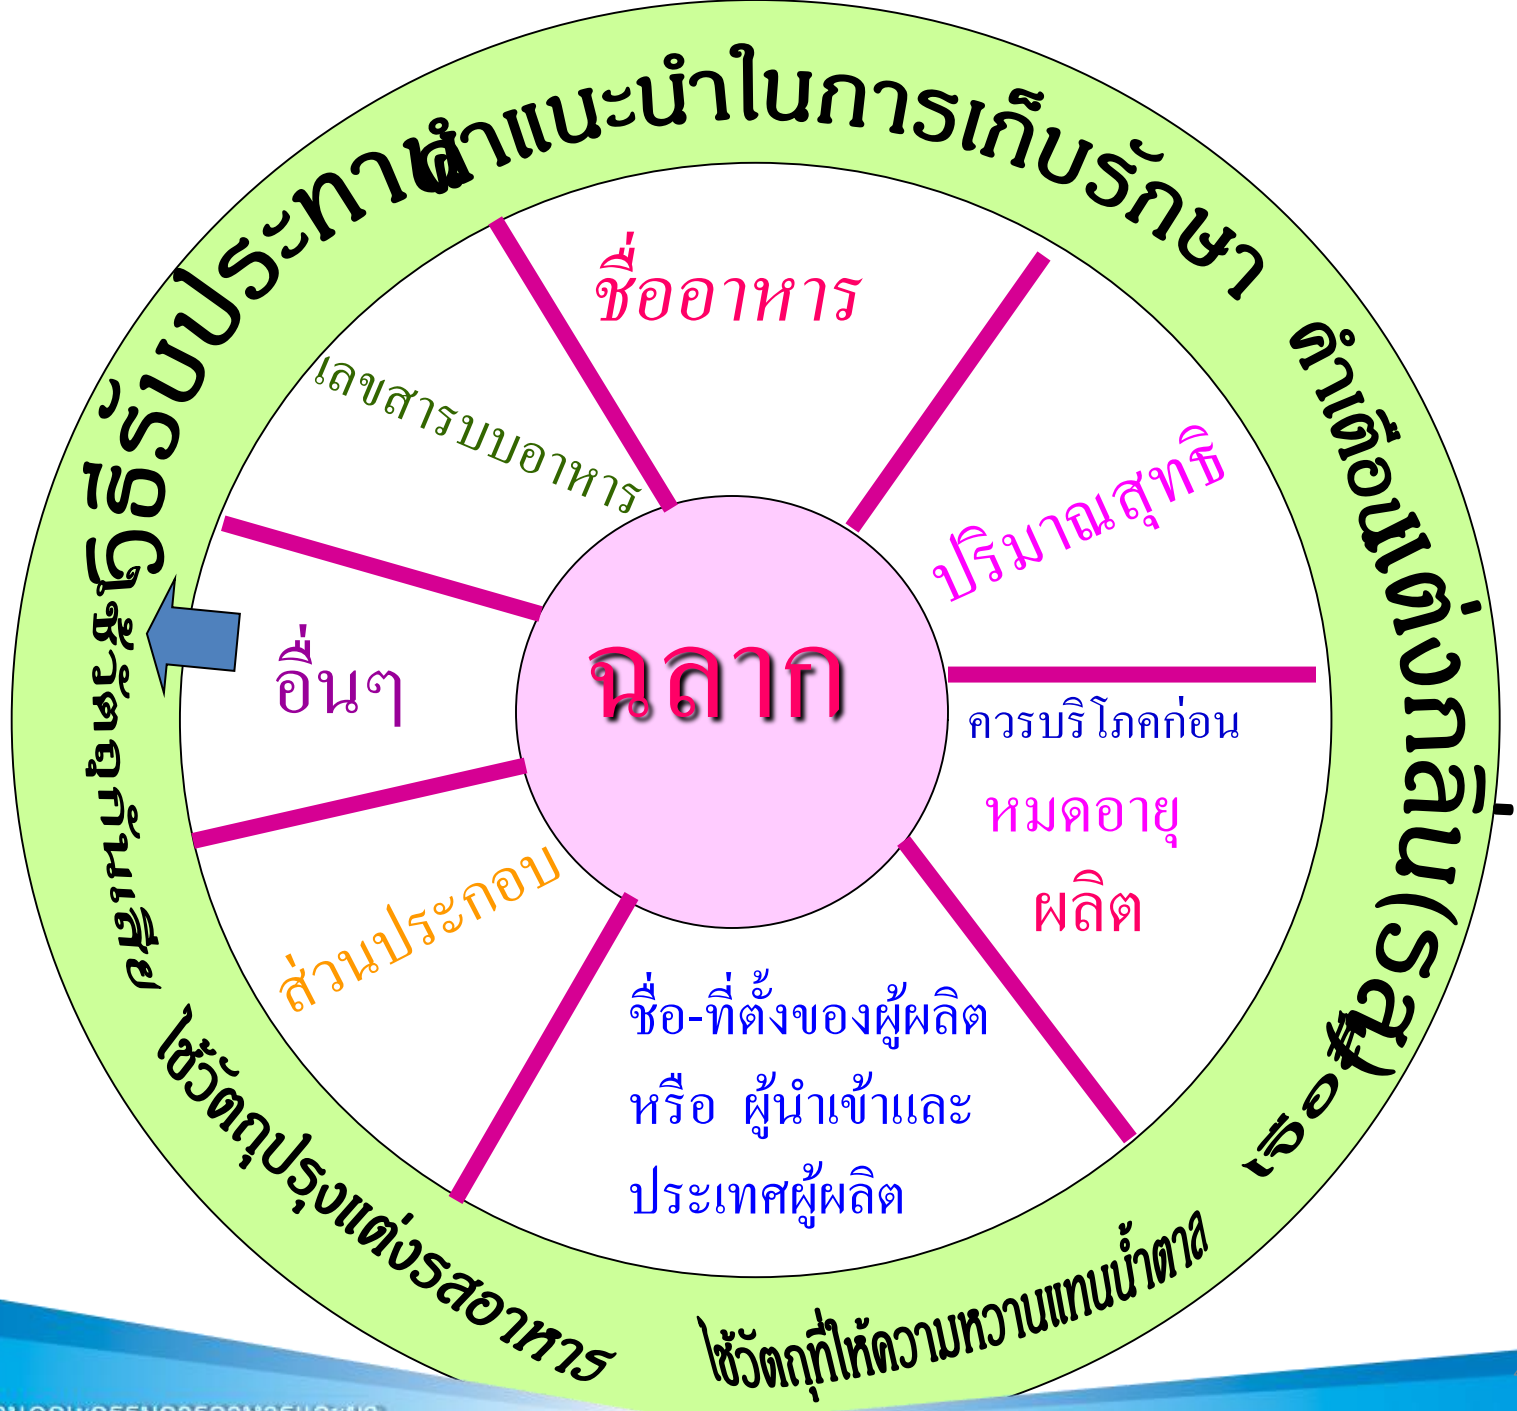 คำแนะนำในการเก็บรักษา
คำเตือน
แต่งกลิ่น(รส)
เจือสี
ใช้วัตถุที่ให้ความหวานแทนน้ำตาล
ใช้วัตถุปรุงแต่งรสอาหาร
ใช้วัตถุกันเสีย
วิธีรับประทาน
ชื่ออาหาร
เลขสารบบอาหาร
ปริมาณสุทธิ
อื่นๆ
ฉลาก
ควรบริโภคก่อน
หมดอายุ
ผลิต
ส่วนประกอบ
ชื่อ-ที่ตั้งของผู้ผลิต
หรือ ผู้นำเข้าและ
ประเทศผู้ผลิต